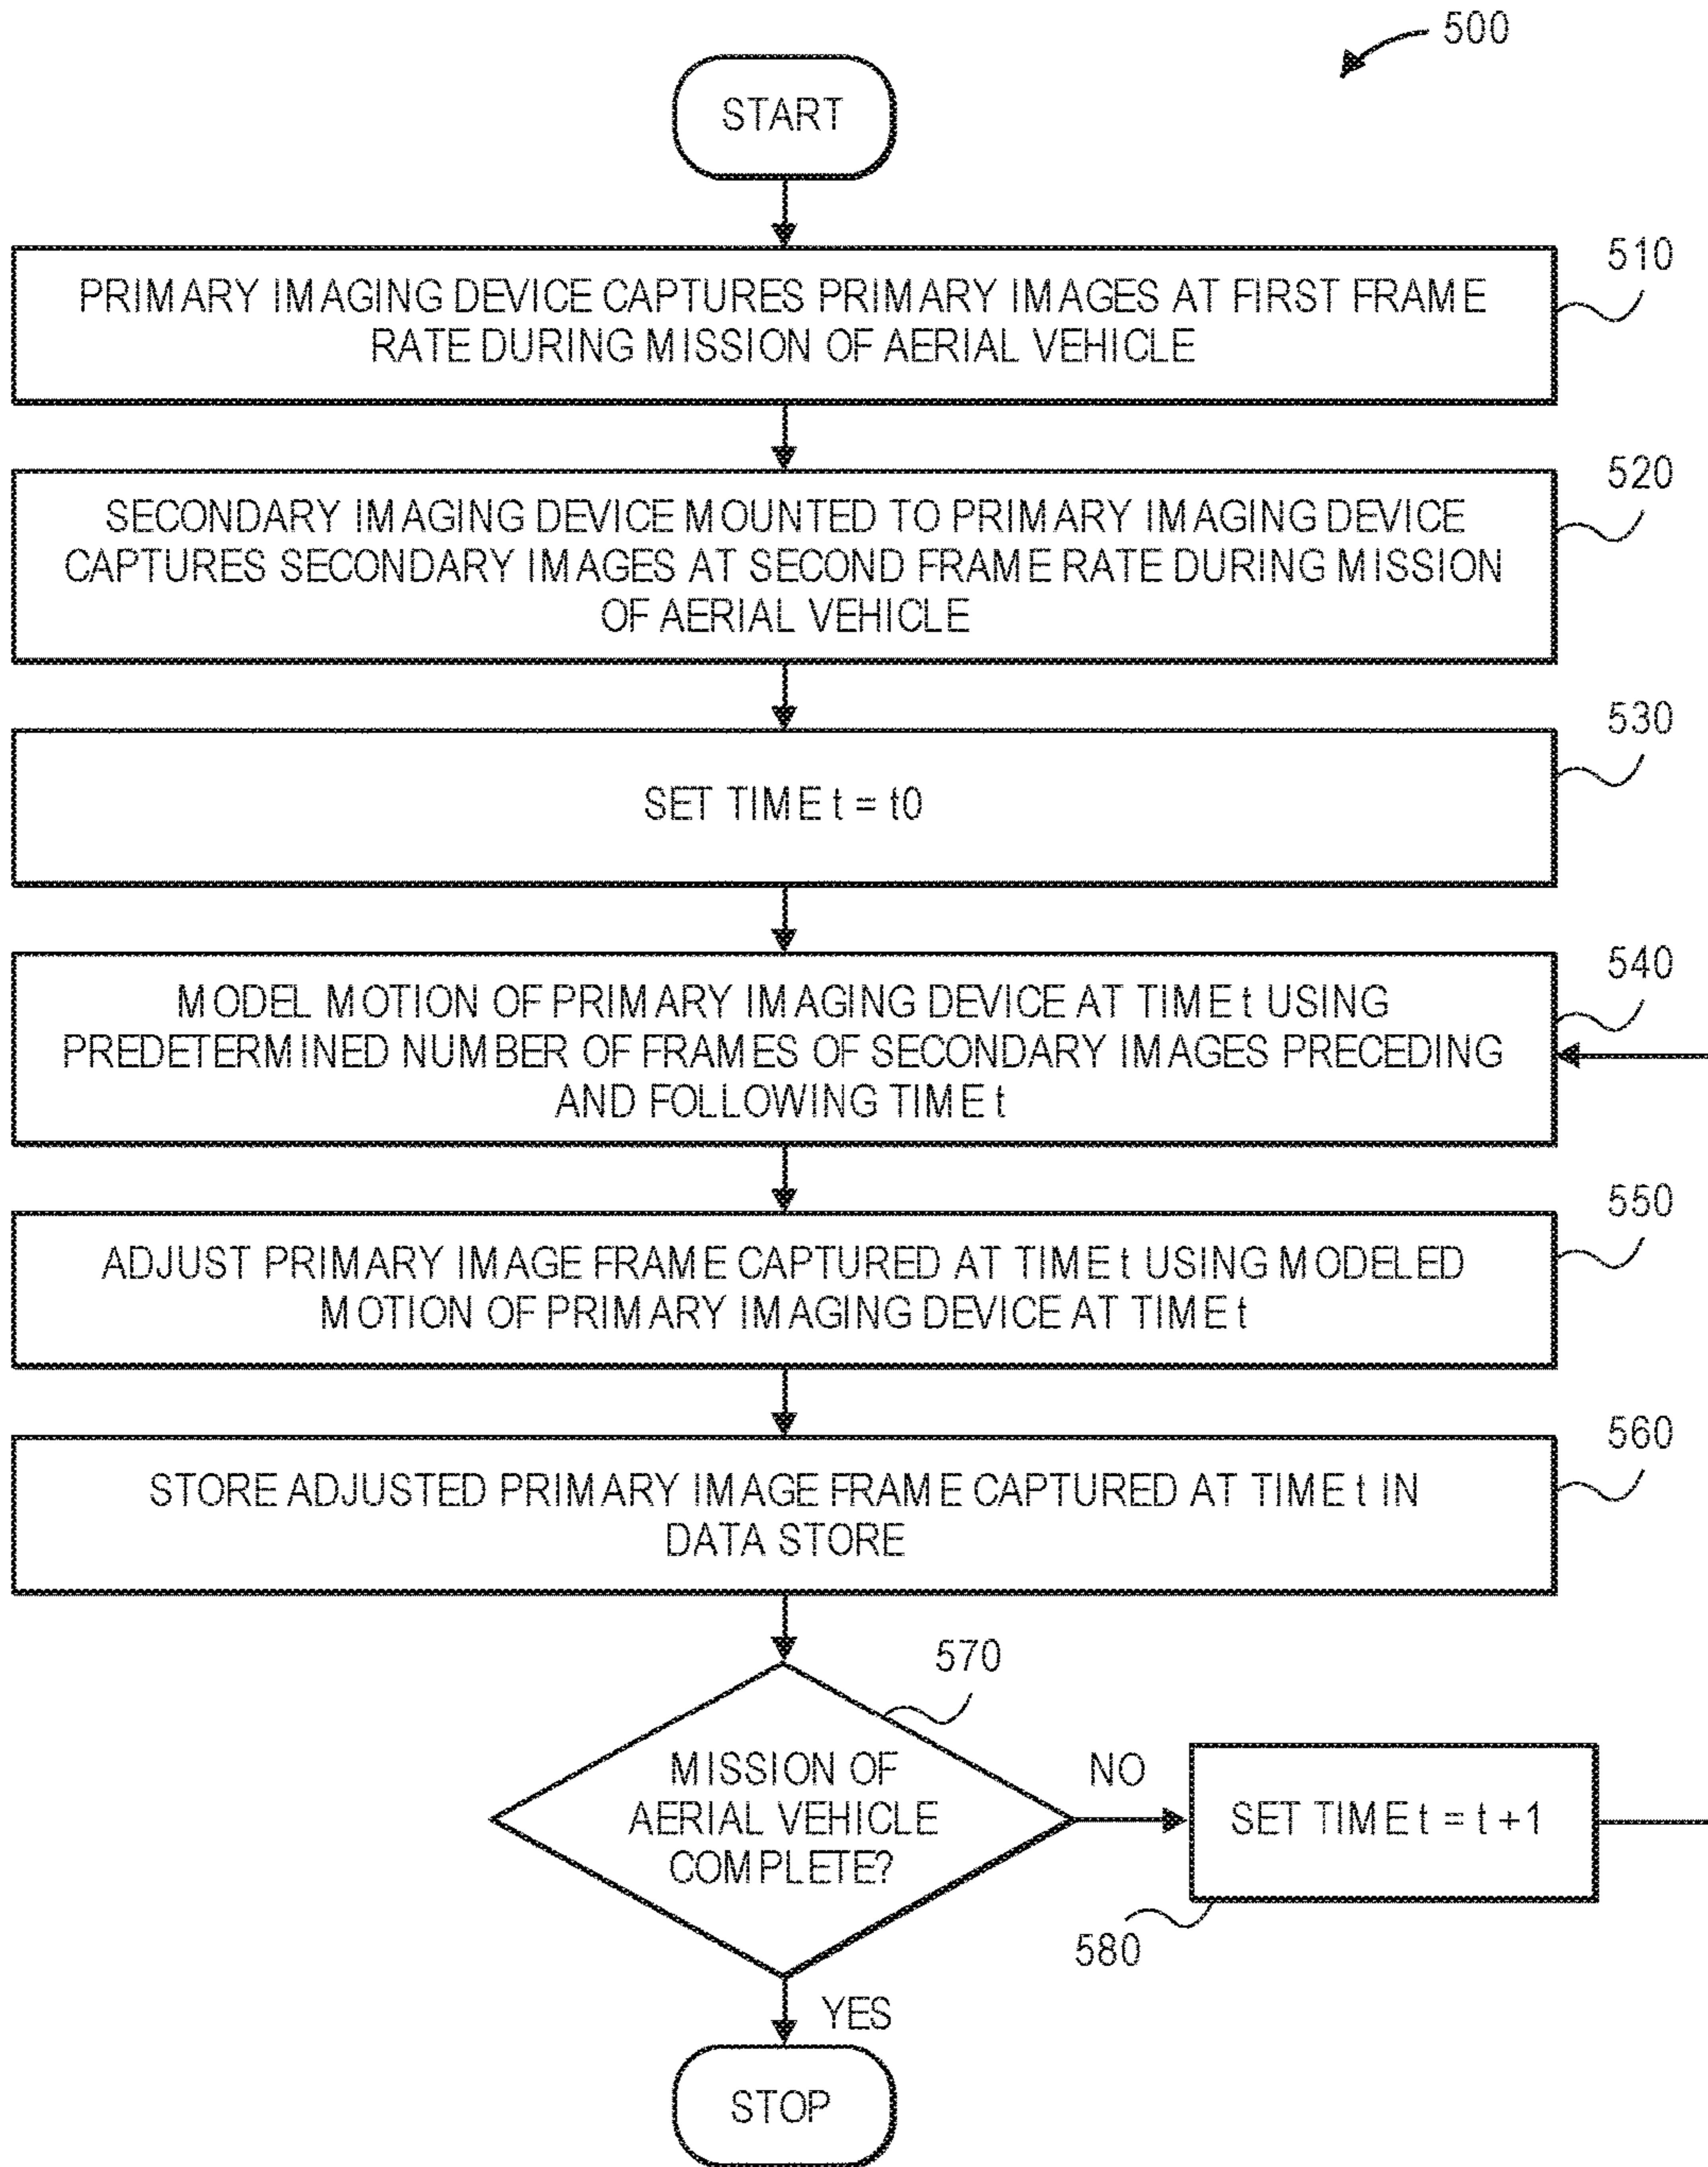 500
START
510
PRIMARY IMAGING DEVICE CAPTURES PRIMARY IMAGES AT FIRST FRAME
RATE DURING MISSION OF AERIAL VEHICLE
520
SECONDARY IMAGING DEVICE MOUNTED TO PRIMARY IMAGING DEVICE
CAPTURES SECONDARY IMAGES AT SECOND FRAME RATE DURING MISSION
OF AERIAL VEHICLE
530
SET TIME t = t0
540
MODEL MOTION OF PRIMARY IMAGING DEVICE AT TIME t USING
PREDETERMINED NUMBER OF FRAMES OF SECONDARY IMAGES PRECEDING
AND FOLLOWING TIME t
550
ADJUST PRIMARY IMAGE FRAME CAPTURED AT TIME t USING MODELED
MOTION OF PRIMARY IMAGING DEVICE AT TIME t
560
STORE ADJUSTED PRIMARY IMAGE FRAME CAPTURED AT TIME t IN
DATA STORE
570
MISSION OF
AERIAL VEHICLE
COMPLETE?
NO
SET TIME t = t +1
580
YES
STOP